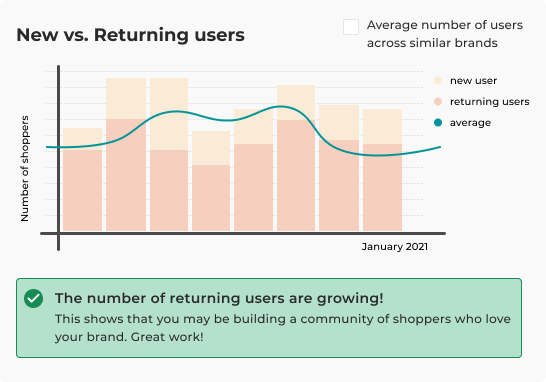 New vs. Returning users
Average number of users
across similar brands
new user
returning users
average
Number of shoppers
January 2021
The number of returning users are growing!
This shows that you may be building a community of shoppers who love
your brand. Great work!